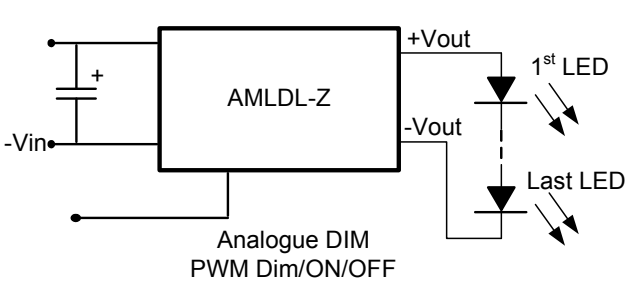 +Vout
1st LED
+
AMLDL-Z
-Vout
-Vin
Last LED
Analogue DIM
PWM Dim/ON/OFF